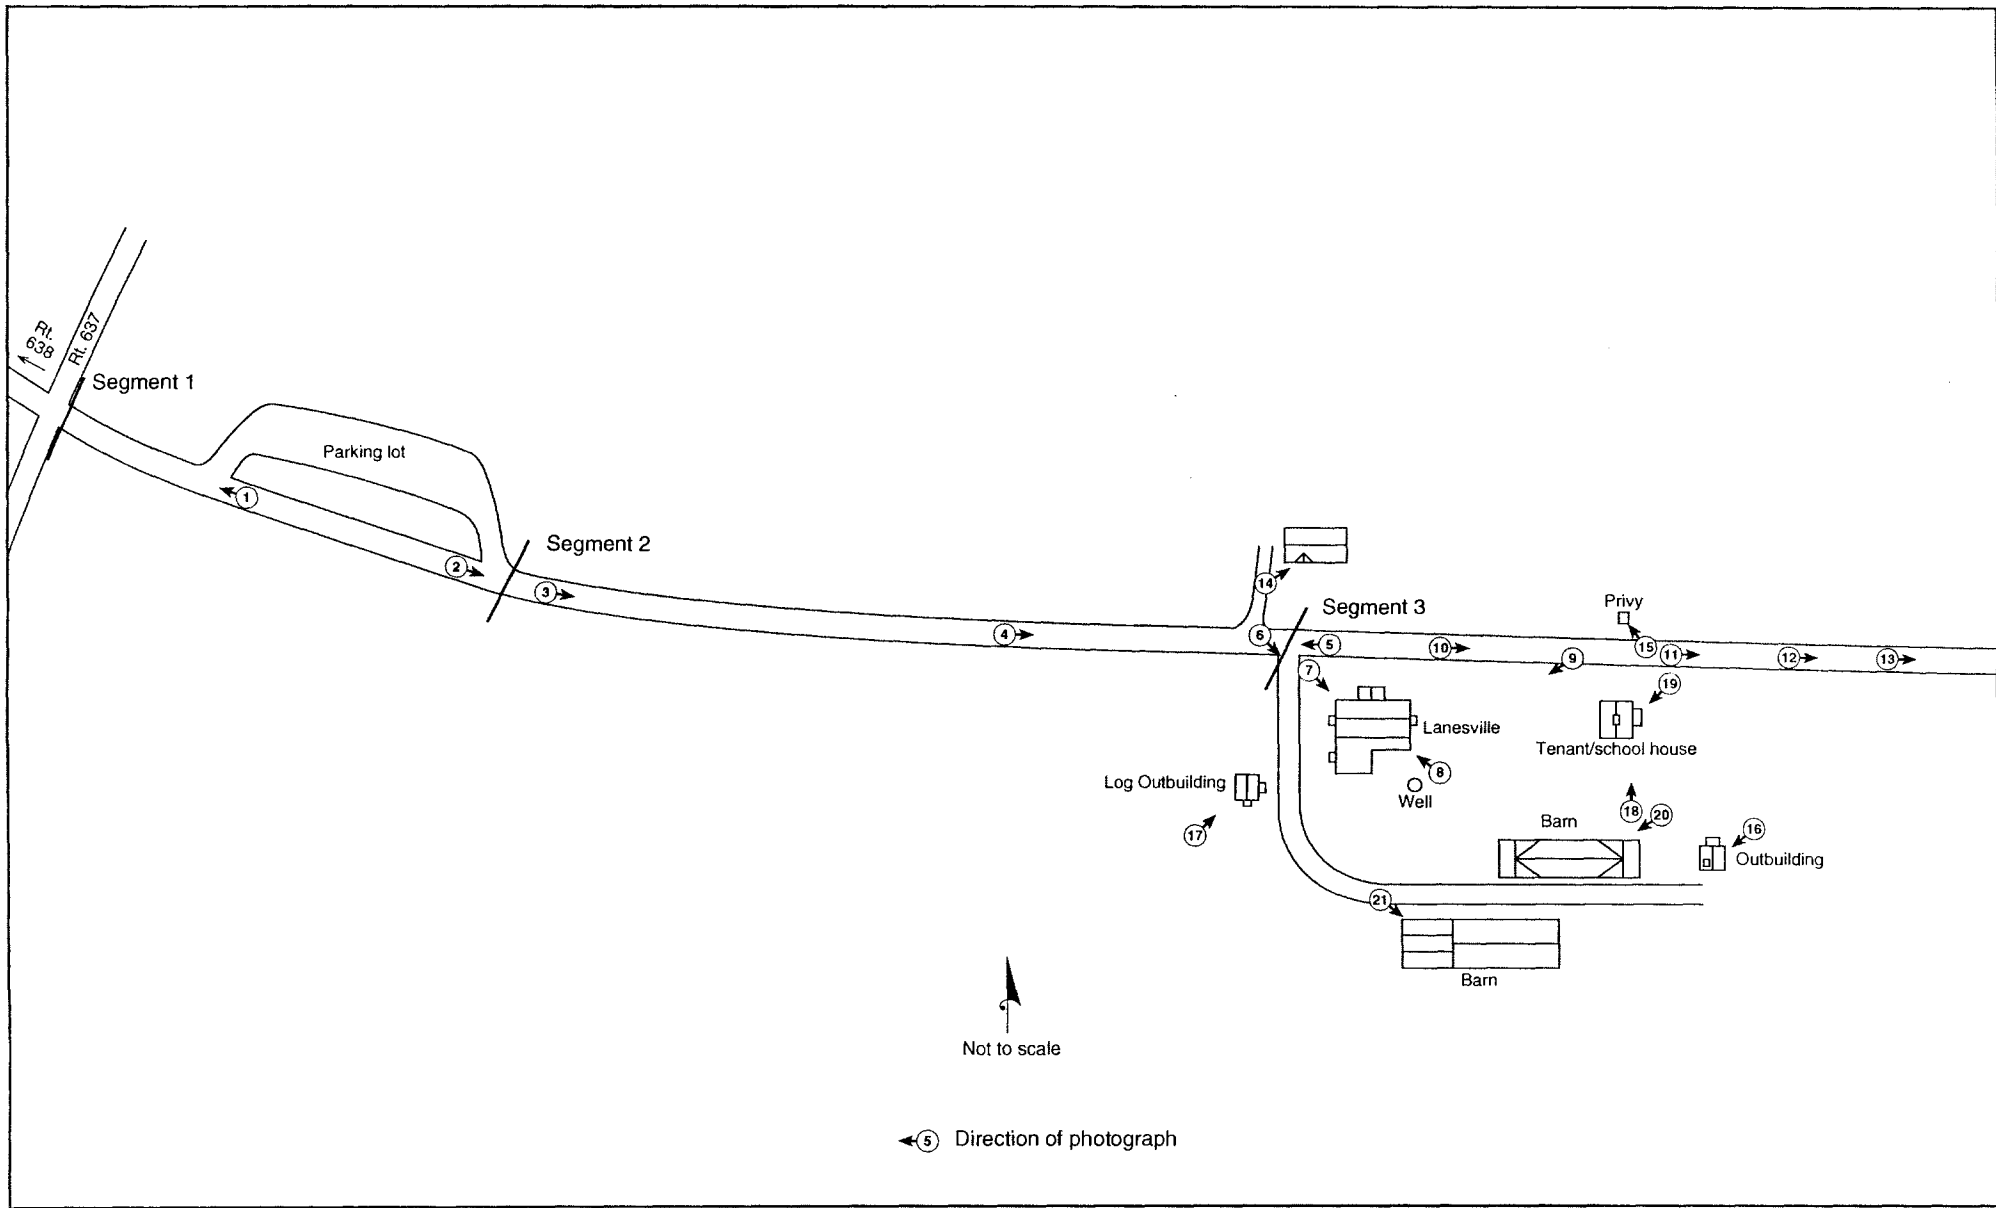 Rt.
638
Rt. 637
Segment 1
Parking lot
1
2
Segment 2
3
4
14
Segment 3
6
5
10
Privy
15
11
9
12
13
7
19
Lanesville
Tenant/school house
8
Well
Log Outbuilding
17
18
20
Barn
16
Outbuilding
21
Barn
Not to scale
5 Direction of photograph